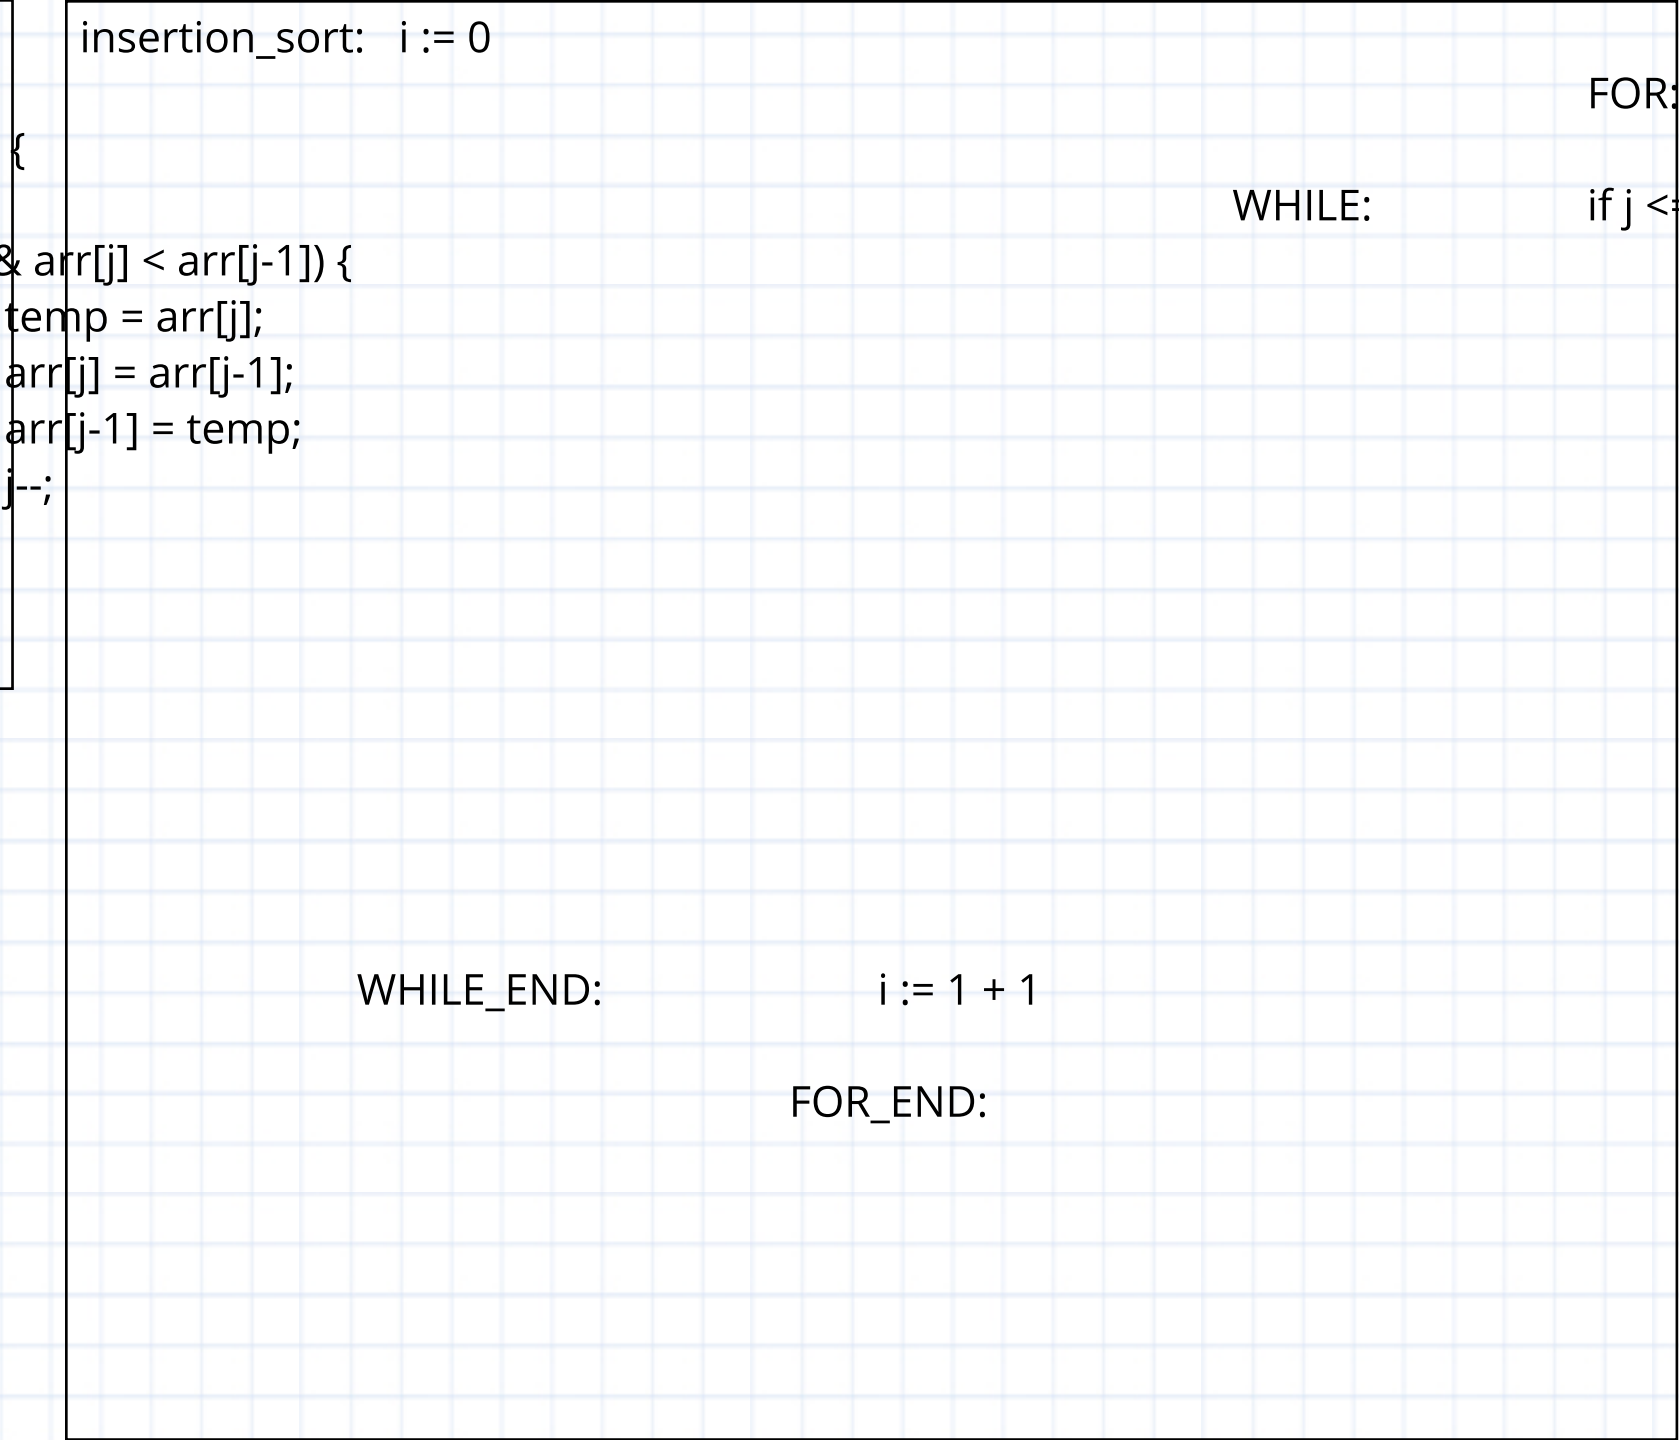 insertion_sort: i := 0
FOR:
{
WHILE: if j <=
& arr[j] < arr[j-1]) {
temp = arr[j];
arr[j] = arr[j-1];
arr[j-1] = temp;
j--;
WHILE_END: i := 1 + 1
FOR_END: